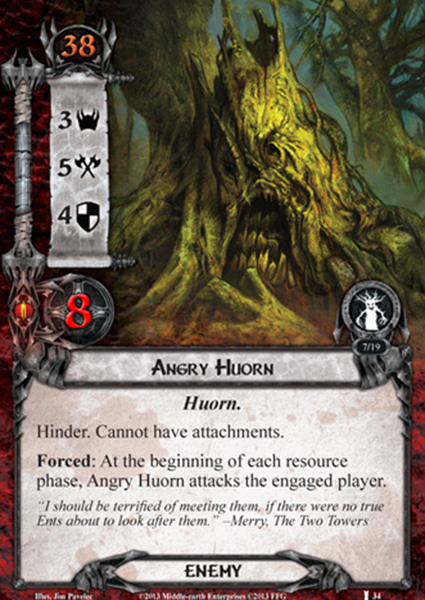 38
3
5
4
8
7/19
ANGRY HUORN
Huorn.
Hinder. Cannot have attachments.
Forced: At the beginning of each resource
phase, Angry Huorn attacks the engaged player.
“I should be terrified of meeting them, if there were no true
Ents about to look after them.” –Merry, The Two Towers
ENEMY
Illus. Jim Pavelec
©2013 Middle-earth Enterprises ©2013 FFG
34